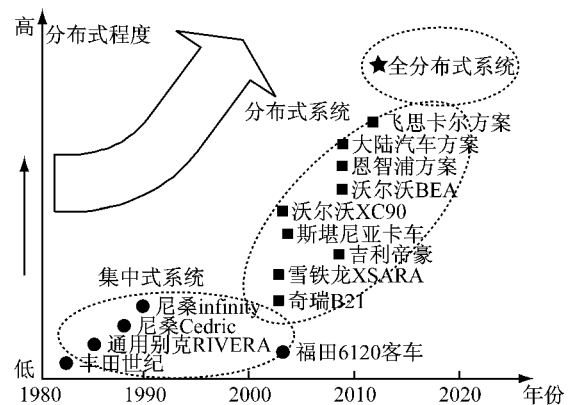 高
分布式程度
全分布式系统
分布式系统
飞思卡尔方案
大陆汽车方案
恩智浦方案
沃尔沃BEA
沃尔沃XC90
斯堪尼亚卡车
吉利帝豪
集中式系统
雪铁龙XSARA
尼桑infinity
奇瑞B21
尼桑Cedric
通用别克RIVERA
福田6120客车
丰田世纪
低
1980
1990
2000
2010
2020
年份